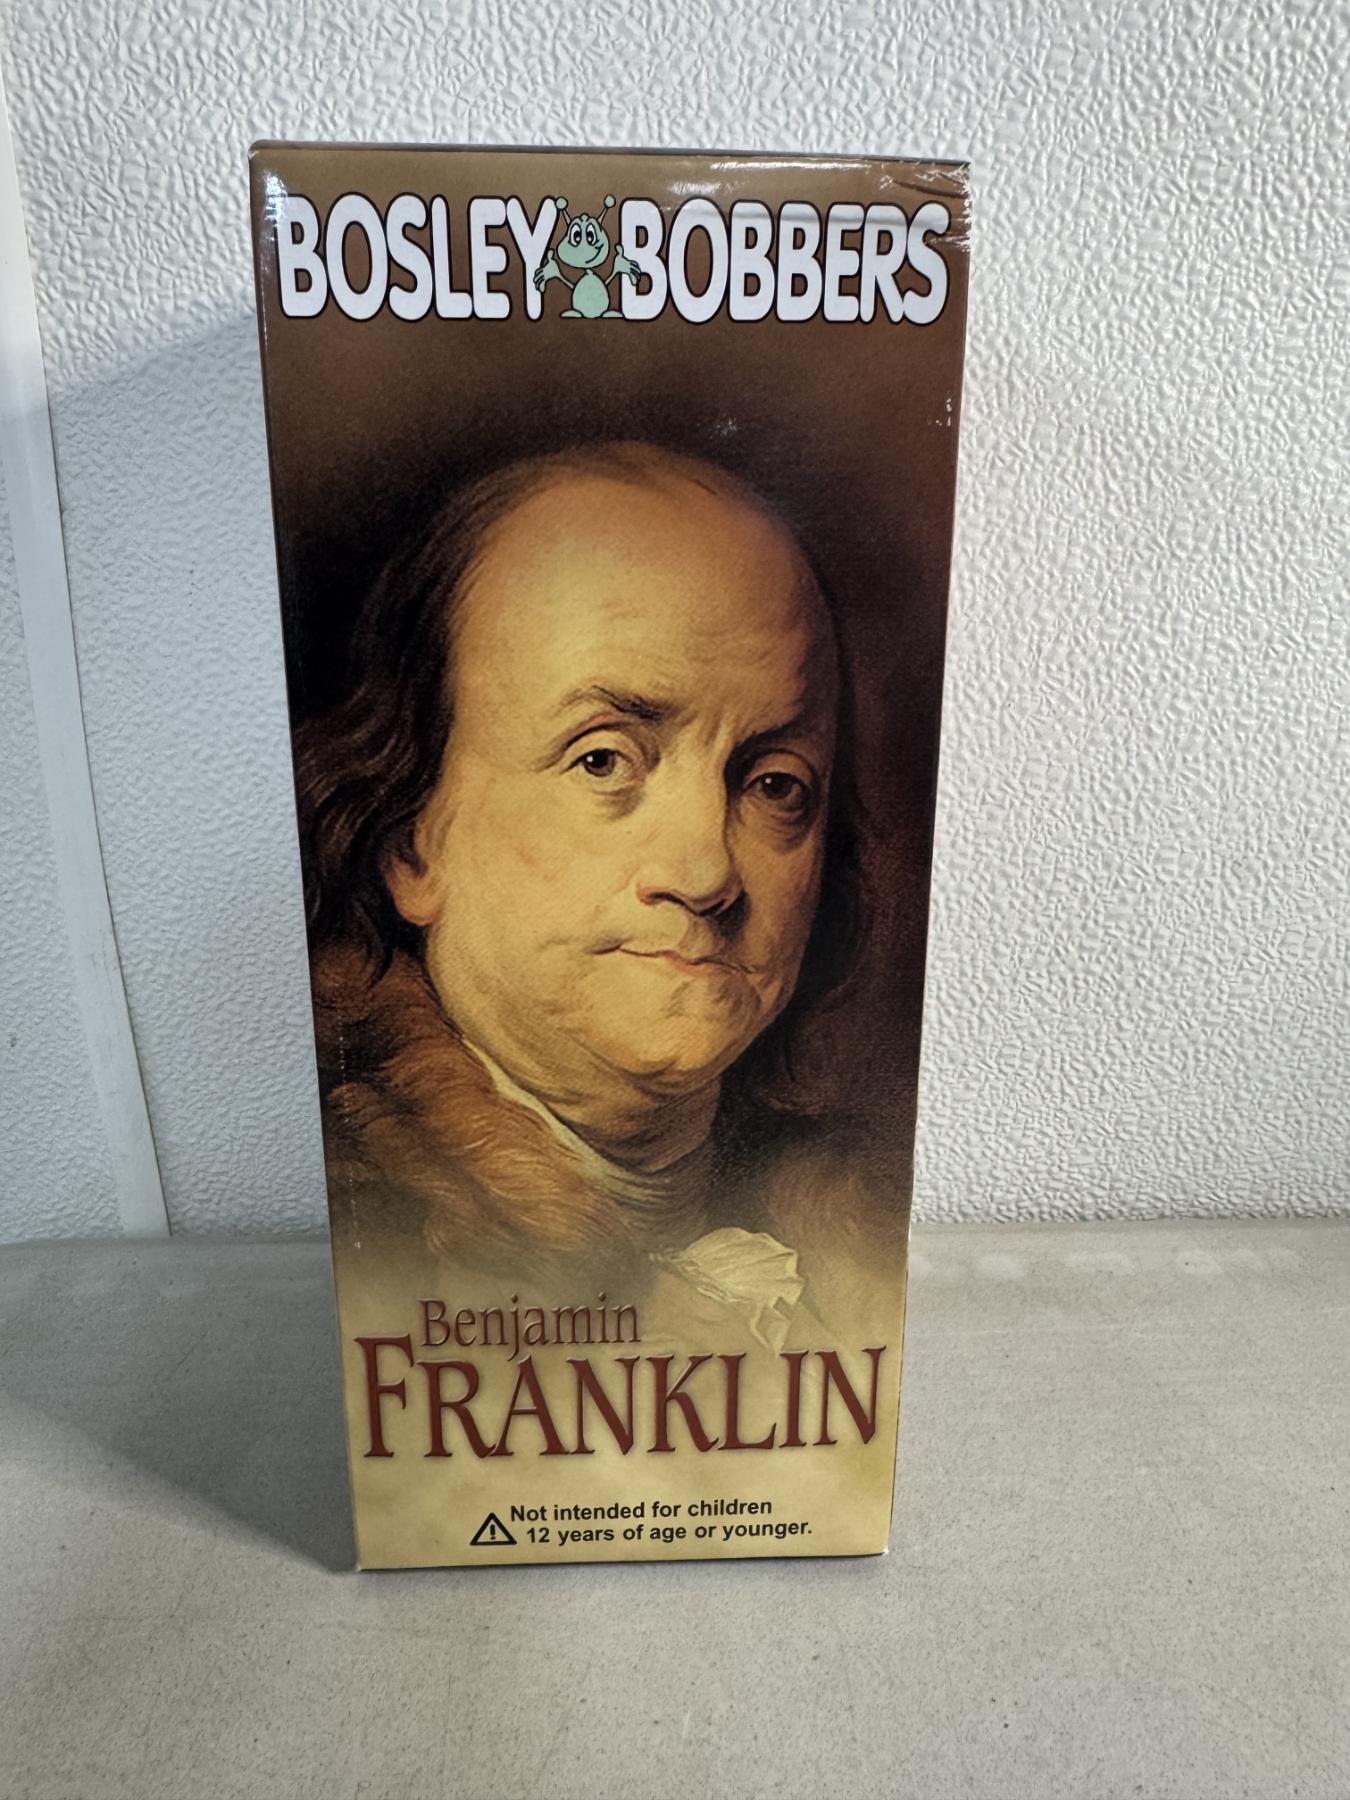 BOSLEY BOBBERS
Benjamin
FRANKLIN
Not intended for children
12 years of age or younger.